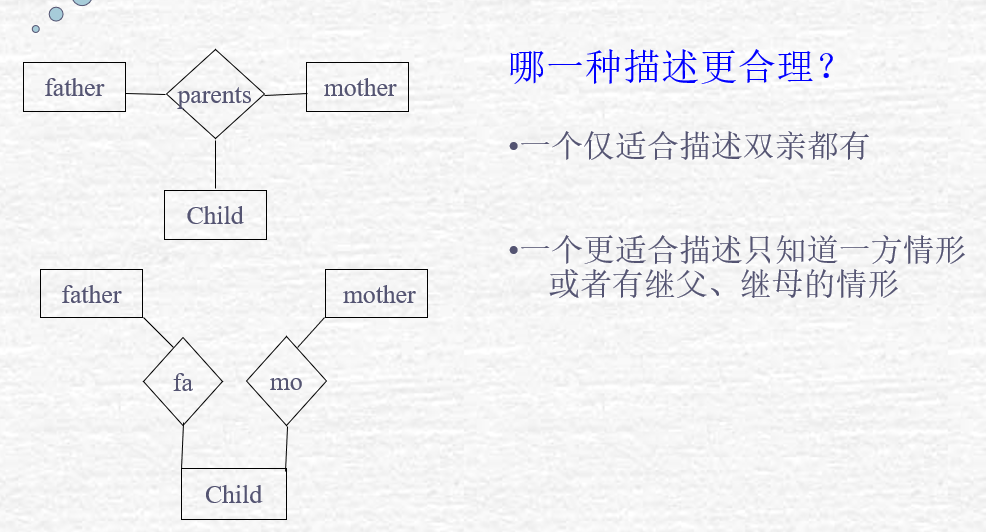 father
parents
mother
Child
father
mother
fa
mo
Child
哪一种描述更合理？
•一个仅适合描述双亲都有
•一个更适合描述只知道一方情形
或者有继父、继母的情形